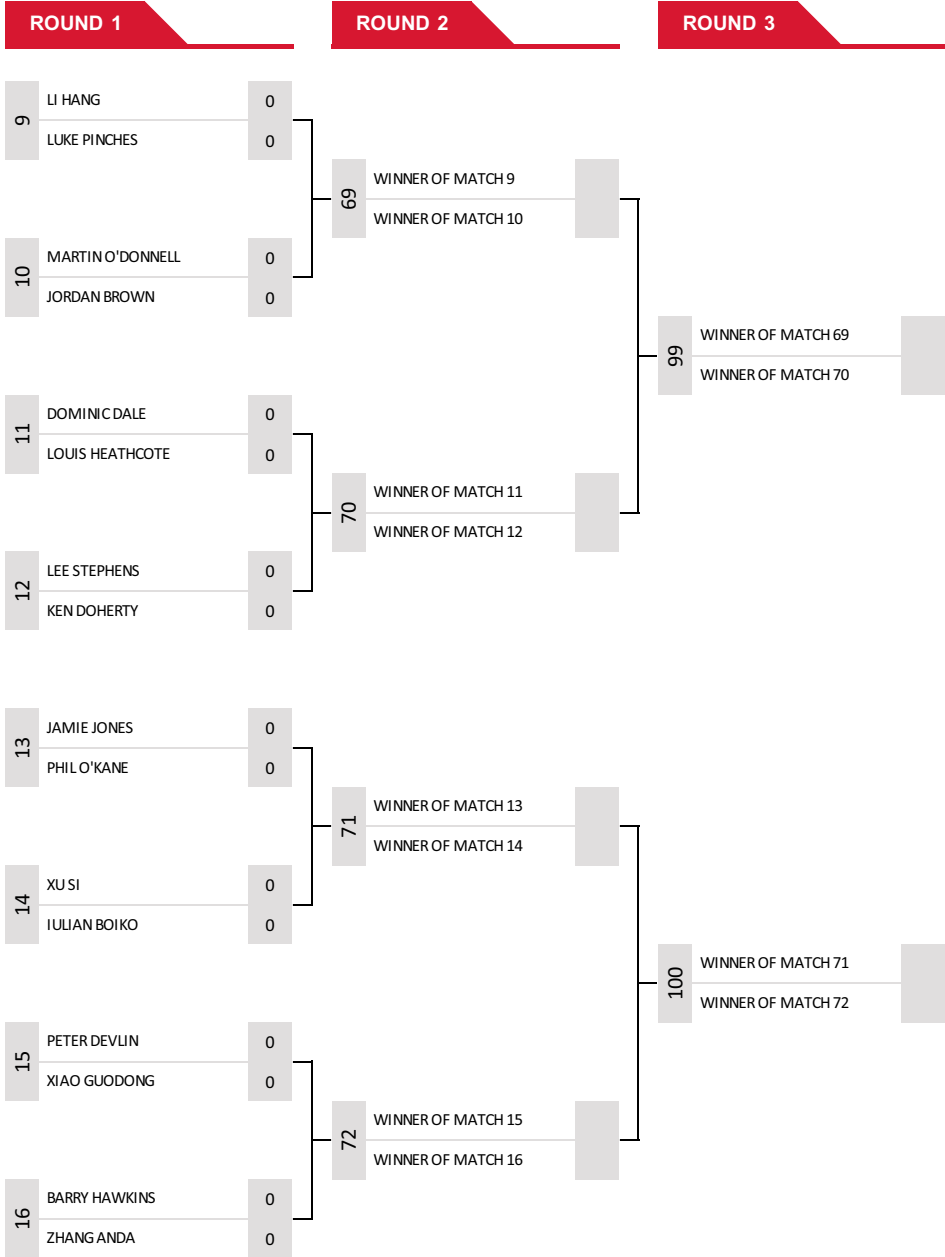 ROUND 1
ROUND 2
ROUND 3
9
LI HANG 0
LUKE PINCHES 0
10
MARTIN O'DONNELL 0
JORDAN BROWN 0
11
DOMINIC DALE 0
LOUIS HEATHCOTE 0
12
LEE STEPHENS 0
KEN DOHERTY 0
13
JAMIE JONES 0
PHIL O'KANE 0
14
XU SI 0
IULIAN BOIKO 0
15
PETER DEVLIN 0
XIAO GUODONG 0
16
BARRY HAWKINS 0
ZHANG ANDA 0
69
WINNER OF MATCH 9
WINNER OF MATCH 10
70
WINNER OF MATCH 11
WINNER OF MATCH 12
71
WINNER OF MATCH 13
WINNER OF MATCH 14
72
WINNER OF MATCH 15
WINNER OF MATCH 16
99
WINNER OF MATCH 69
WINNER OF MATCH 70
100
WINNER OF MATCH 71
WINNER OF MATCH 72